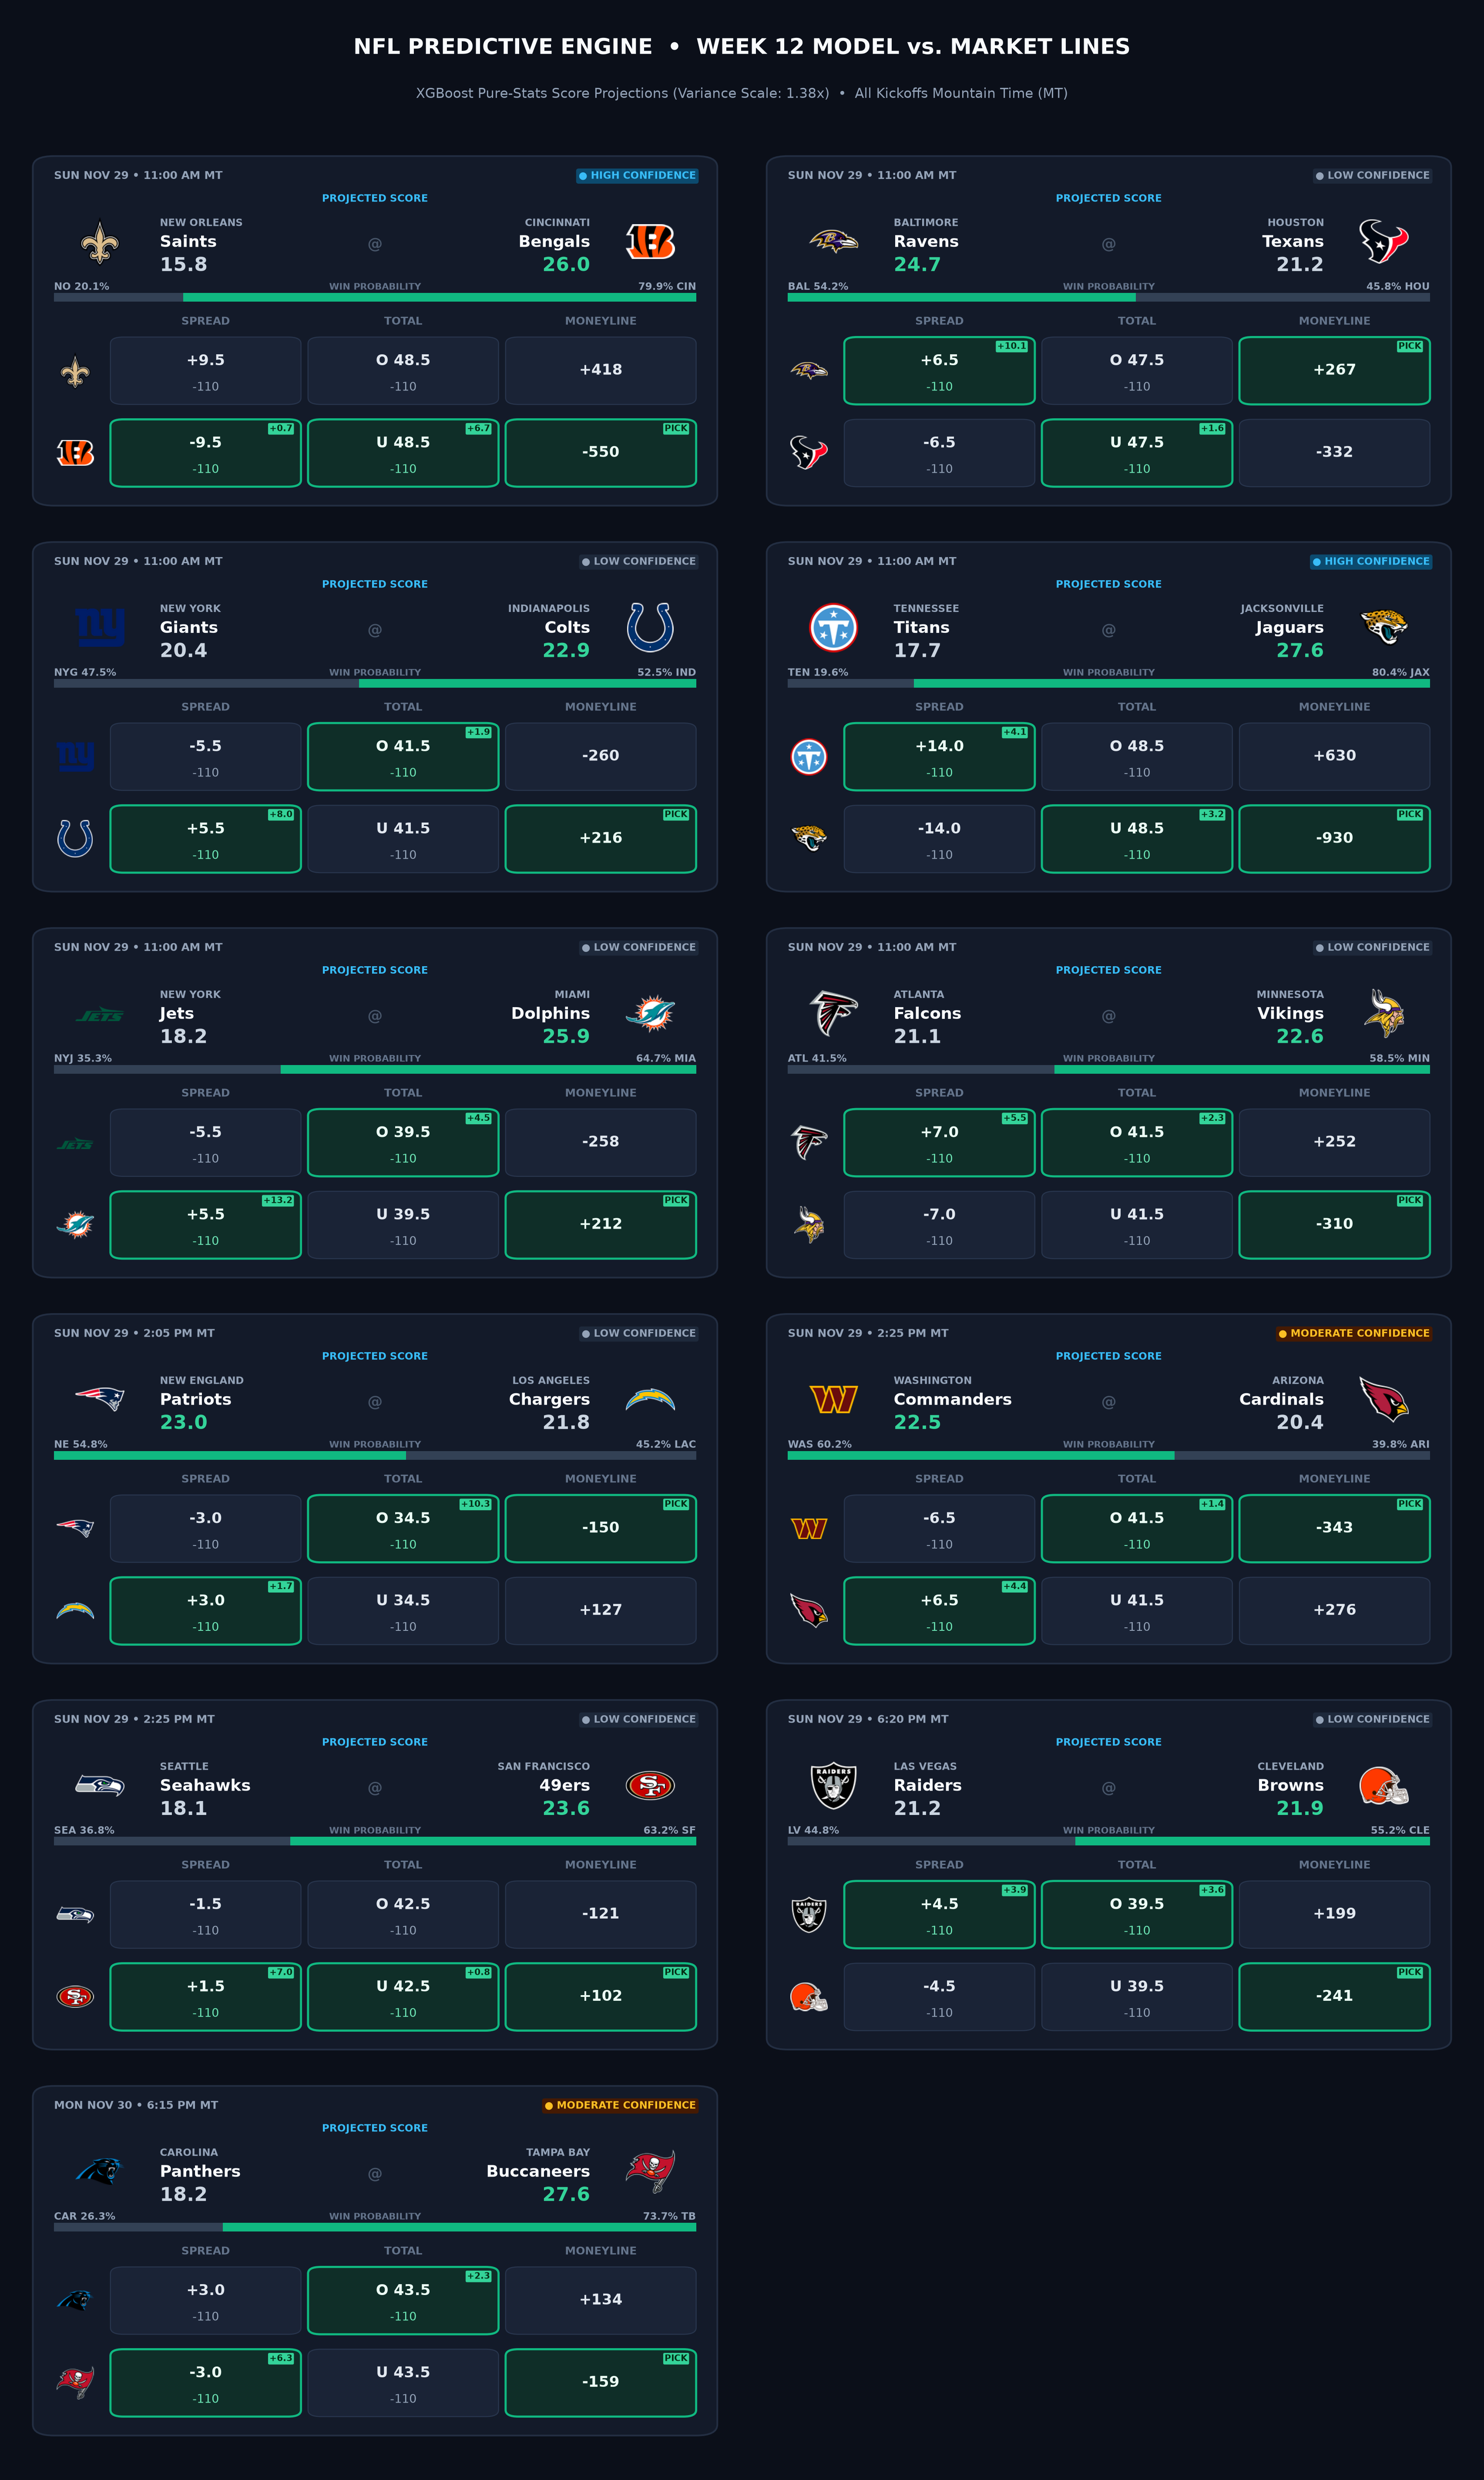 NFL PREDICTIVE ENGINE • WEEK 12 MODEL vs. MARKET LINES
XGBoost Pure-Stats Score Projections (Variance Scale: 1.38x) • All Kickoffs Mountain Time (MT)
SUN NOV 29 • 11:00 AM MT
● HIGH CONFIDENCE
PROJECTED SCORE
NEW ORLEANS
CINCINNATI
Saints @ Bengals
15.8 26.0
NO 20.1% WIN PROBABILITY 79.9% CIN
SPREAD TOTAL MONEYLINE
+9.5 O 48.5 +418
-110 -110
+0.7 +6.7 PICK
-9.5 U 48.5 -550
-110 -110
SUN NOV 29 • 11:00 AM MT
● LOW CONFIDENCE
PROJECTED SCORE
BALTIMORE
HOUSTON
Ravens @ Texans
24.7 21.2
BAL 54.2% WIN PROBABILITY 45.8% HOU
SPREAD TOTAL MONEYLINE
+10.1 PICK
+6.5 O 47.5 +267
-110 -110
+1.6
-6.5 U 47.5 -332
-110 -110
SUN NOV 29 • 11:00 AM MT
● LOW CONFIDENCE
PROJECTED SCORE
NEW YORK
INDIANAPOLIS
ny
Giants @ Colts
20.4 22.9
NYG 47.5% WIN PROBABILITY 52.5% IND
SPREAD TOTAL MONEYLINE
+1.9
ny
-5.5 O 41.5 -260
-110 -110
+8.0 PICK
+5.5 U 41.5 +216
-110 -110
SUN NOV 29 • 11:00 AM MT
● HIGH CONFIDENCE
PROJECTED SCORE
TENNESSEE
JACKSONVILLE
Titans @ Jaguars
17.7 27.6
TEN 19.6% WIN PROBABILITY 80.4% JAX
SPREAD TOTAL MONEYLINE
+4.1
+14.0 O 48.5 +630
-110 -110
+3.2 PICK
-14.0 U 48.5 -930
-110 -110
SUN NOV 29 • 11:00 AM MT
● LOW CONFIDENCE
PROJECTED SCORE
NEW YORK
MIAMI
JETS
Jets @ Dolphins
18.2 25.9
NYJ 35.3% WIN PROBABILITY 64.7% MIA
SPREAD TOTAL MONEYLINE
+4.5
JETS
-5.5 O 39.5 -258
-110 -110
+13.2 PICK
+5.5 U 39.5 +212
-110 -110
SUN NOV 29 • 11:00 AM MT
● LOW CONFIDENCE
PROJECTED SCORE
ATLANTA
MINNESOTA
Falcons @ Vikings
21.1 22.6
ATL 41.5% WIN PROBABILITY 58.5% MIN
SPREAD TOTAL MONEYLINE
+5.5 +2.3
+7.0 O 41.5 +252
-110 -110
PICK
-7.0 U 41.5 -310
-110 -110
SUN NOV 29 • 2:05 PM MT
● LOW CONFIDENCE
PROJECTED SCORE
NEW ENGLAND
LOS ANGELES
Patriots @ Chargers
23.0 21.8
NE 54.8% WIN PROBABILITY 45.2% LAC
SPREAD TOTAL MONEYLINE
+10.3 PICK
-3.0 O 34.5 -150
-110 -110
+1.7
+3.0 U 34.5 +127
-110 -110
SUN NOV 29 • 2:25 PM MT
● MODERATE CONFIDENCE
PROJECTED SCORE
WASHINGTON
ARIZONA
W
Commanders @ Cardinals
22.5 20.4
WAS 60.2% WIN PROBABILITY 39.8% ARI
SPREAD TOTAL MONEYLINE
+1.4 PICK
W
-6.5 O 41.5 -343
-110 -110
+4.4
+6.5 U 41.5 +276
-110 -110
SUN NOV 29 • 2:25 PM MT
● LOW CONFIDENCE
PROJECTED SCORE
SEATTLE
SAN FRANCISCO
SF
Seahawks @ 49ers
18.1 23.6
SEA 36.8% WIN PROBABILITY 63.2% SF
SPREAD TOTAL MONEYLINE
-1.5 O 42.5 -121
-110 -110
+7.0 +0.8 PICK
SF
+1.5 U 42.5 +102
-110 -110
SUN NOV 29 • 6:20 PM MT
● LOW CONFIDENCE
PROJECTED SCORE
LAS VEGAS
CLEVELAND
RAIDERS
Raiders @ Browns
21.2 21.9
LV 44.8% WIN PROBABILITY 55.2% CLE
SPREAD TOTAL MONEYLINE
+3.9 +3.6
RAIDERS
+4.5 O 39.5 +199
-110 -110
PICK
-4.5 U 39.5 -241
-110 -110
MON NOV 30 • 6:15 PM MT
● MODERATE CONFIDENCE
PROJECTED SCORE
CAROLINA
TAMPA BAY
Panthers @ Buccaneers
18.2 27.6
CAR 26.3% WIN PROBABILITY 73.7% TB
SPREAD TOTAL MONEYLINE
+2.3
+3.0 O 43.5 +134
-110 -110
+6.3 PICK
-3.0 U 43.5 -159
-110 -110